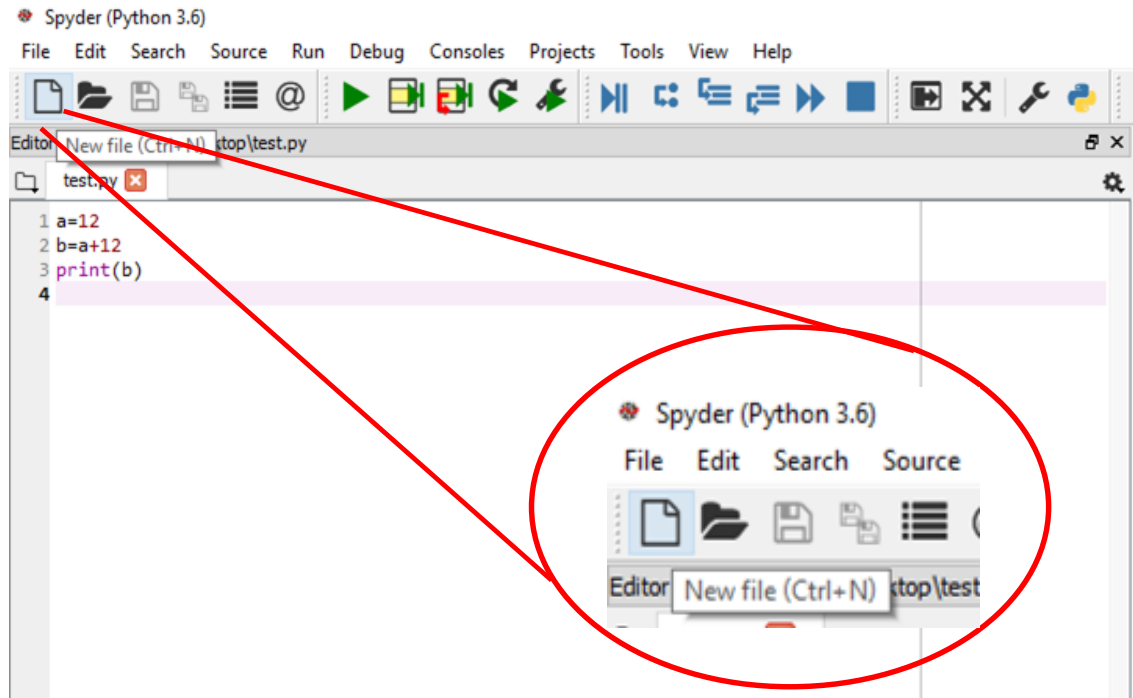 Spyder (Python 3.6)
File Edit Search Source Run Debug Consoles Projects Tools View Help
@
Editor New file (Ctrl+N) ktop\test.py
test.py
1 a=12
2 b=a+12
3 print(b)
4
Spyder (Python 3.6)
File Edit Search Source
Editor New file (Ctrl+N) ktop\test